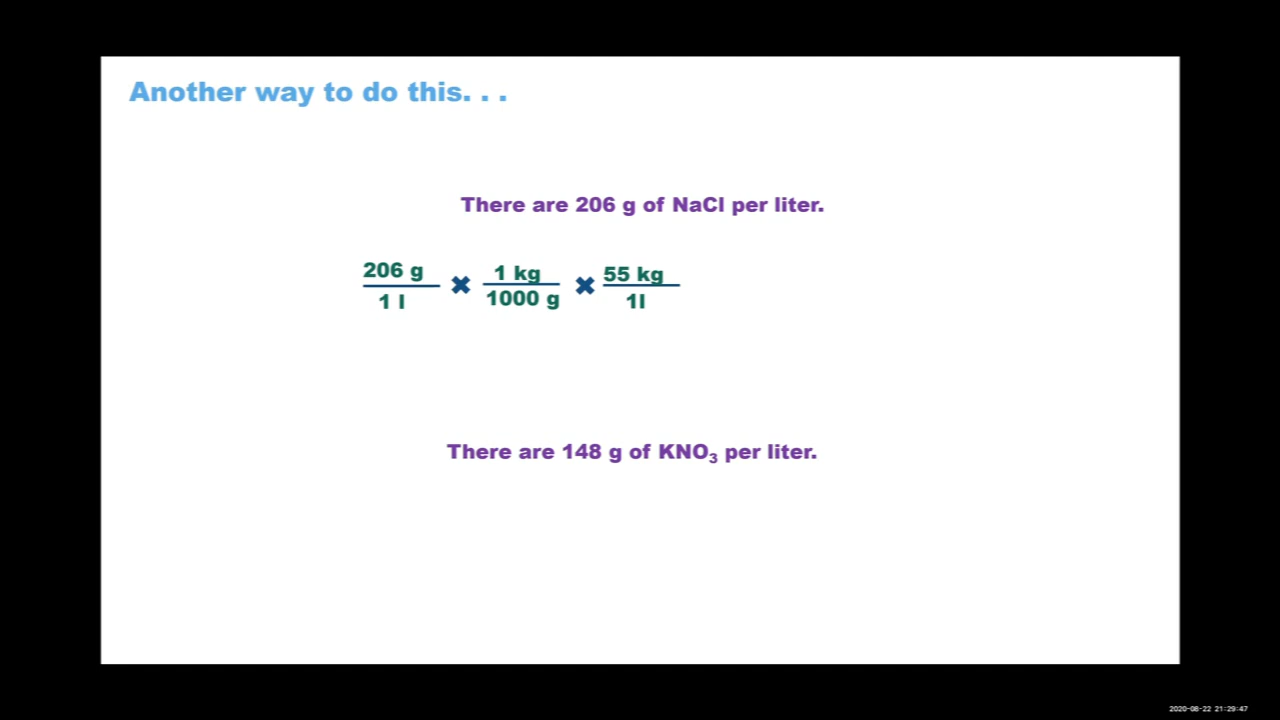 Another way to do this. . .
There are 206 g of NaCl per liter.
206 g ✖ 1 kg ✖ 55 kg
1 l 1000 g 1l
There are 148 g of KNO₃ per liter.
2020-08-22 21:29:47